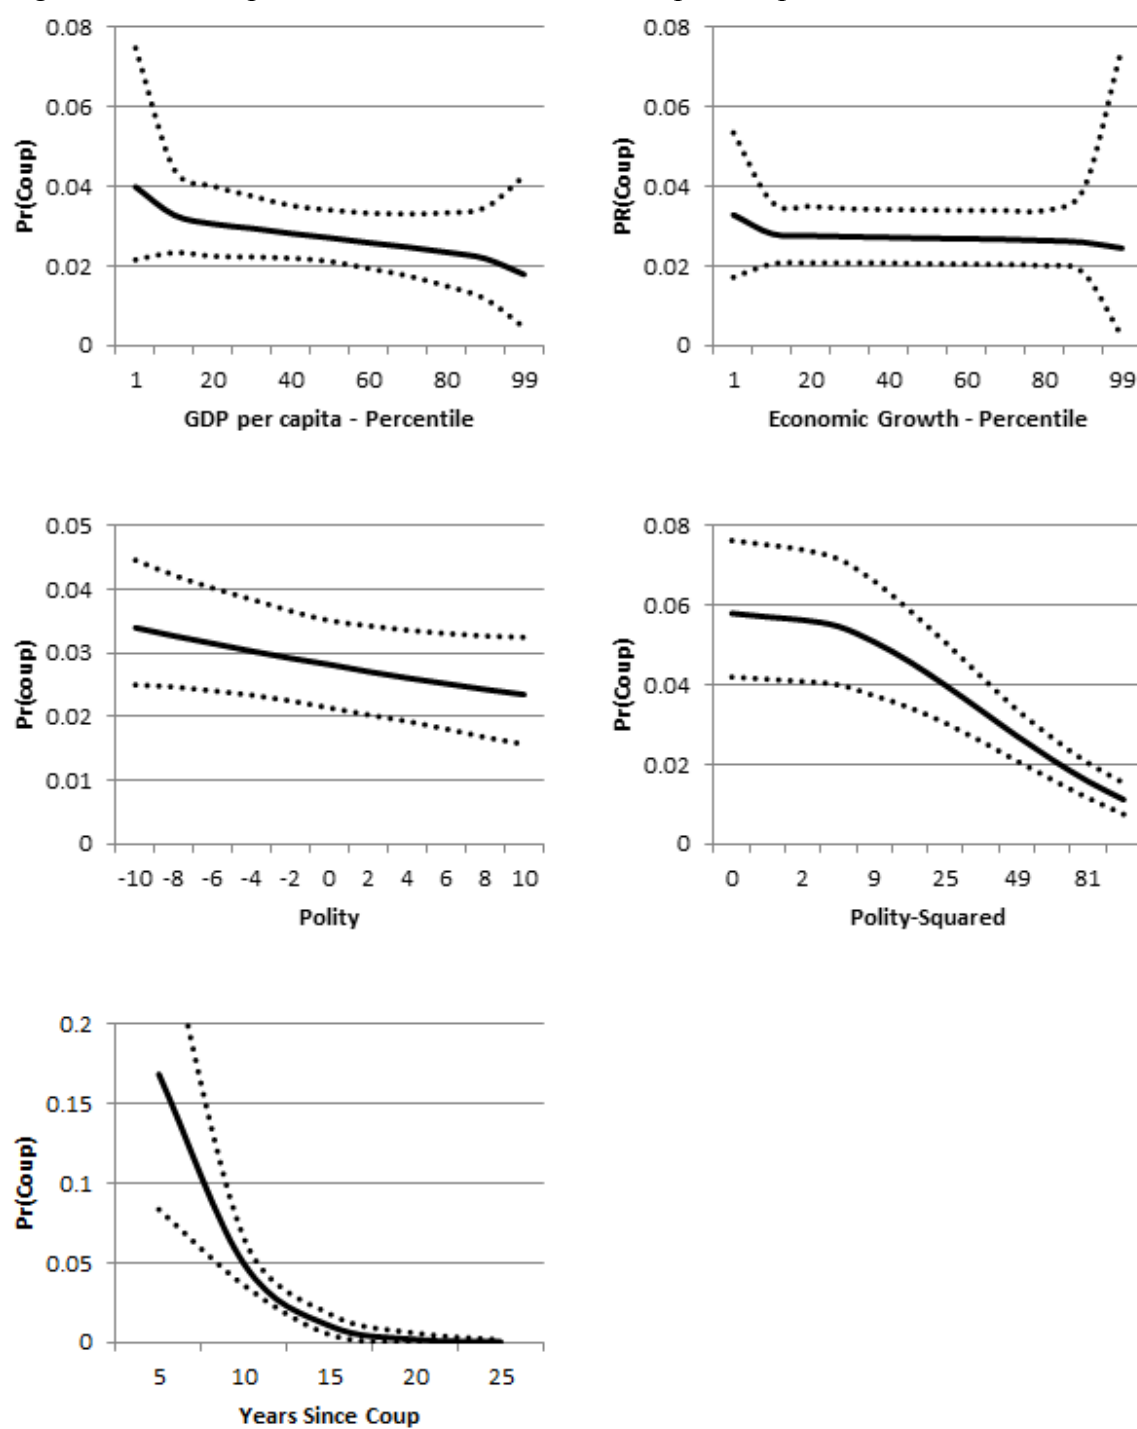 0.08 0.06 0.04 0.02 0
Pr(Coup)
1 20 40 60 80 99
GDP per capita - Percentile
0.08 0.06 0.04 0.02 0
PR(Coup)
1 20 40 60 80 99
Economic Growth - Percentile
0.05 0.04 0.03 0.02 0.01 0
Pr(coup)
-10 -8 -6 -4 -2 0 2 4 6 8 10
Polity
0.08 0.06 0.04 0.02 0
Pr(Coup)
0 2 9 25 49 81
Polity-Squared
0.2 0.15 0.1 0.05 0
Pr(Coup)
5 10 15 20 25
Years Since Coup